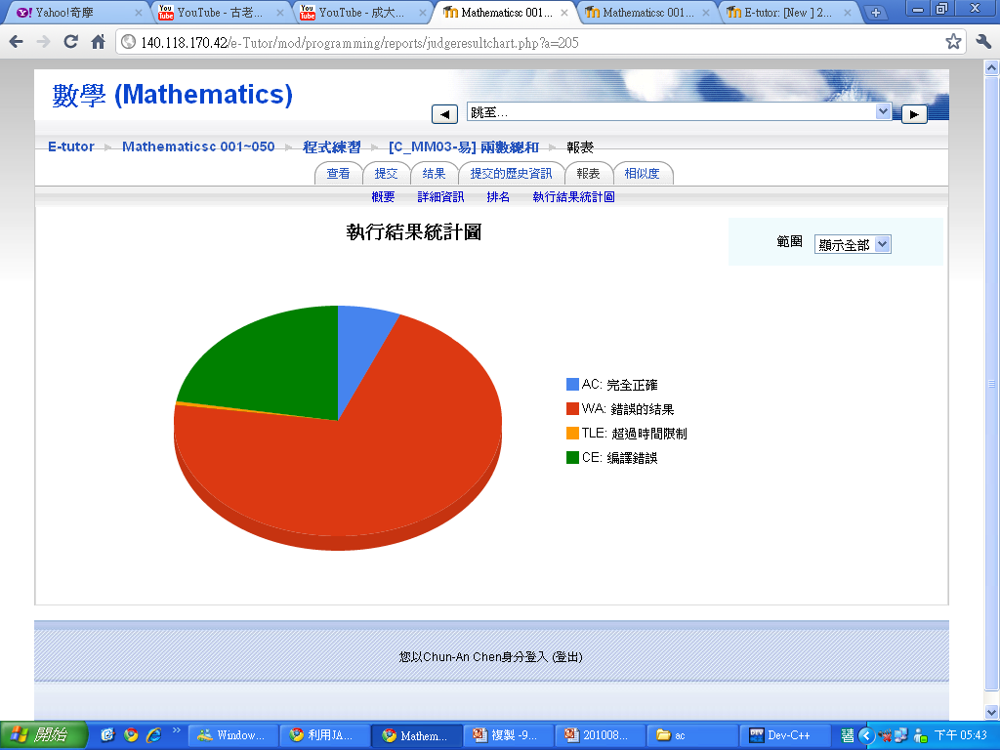 Yahoo!奇摩
YouTube - 古老...
YouTube - 成大...
Mathematicsc 001...
Mathematicsc 001...
E-tutor: [New ] 2...
140.118.170.42/e-Tutor/mod/programming/reports/judgeresultchart.php?a=205
數學 (Mathematics)
跳至...
E-tutor ► Mathematicsc 001~050 ► 程式練習 ► [C_MM03-易] 兩數總和 ► 報表
查看 提交 結果 提交的歷史資訊 報表 相似度
概要 詳細資訊 排名 執行結果統計圖
執行結果統計圖
範圍 顯示全部
AC: 完全正確
WA: 錯誤的結果
TLE: 超過時間限制
CE: 編譯錯誤
您以Chun-An Chen身分登入 (登出)
開始
Window...
利用JA...
Mathem...
複製 -9...
201008...
ac
Dev-C++
下午 05:43